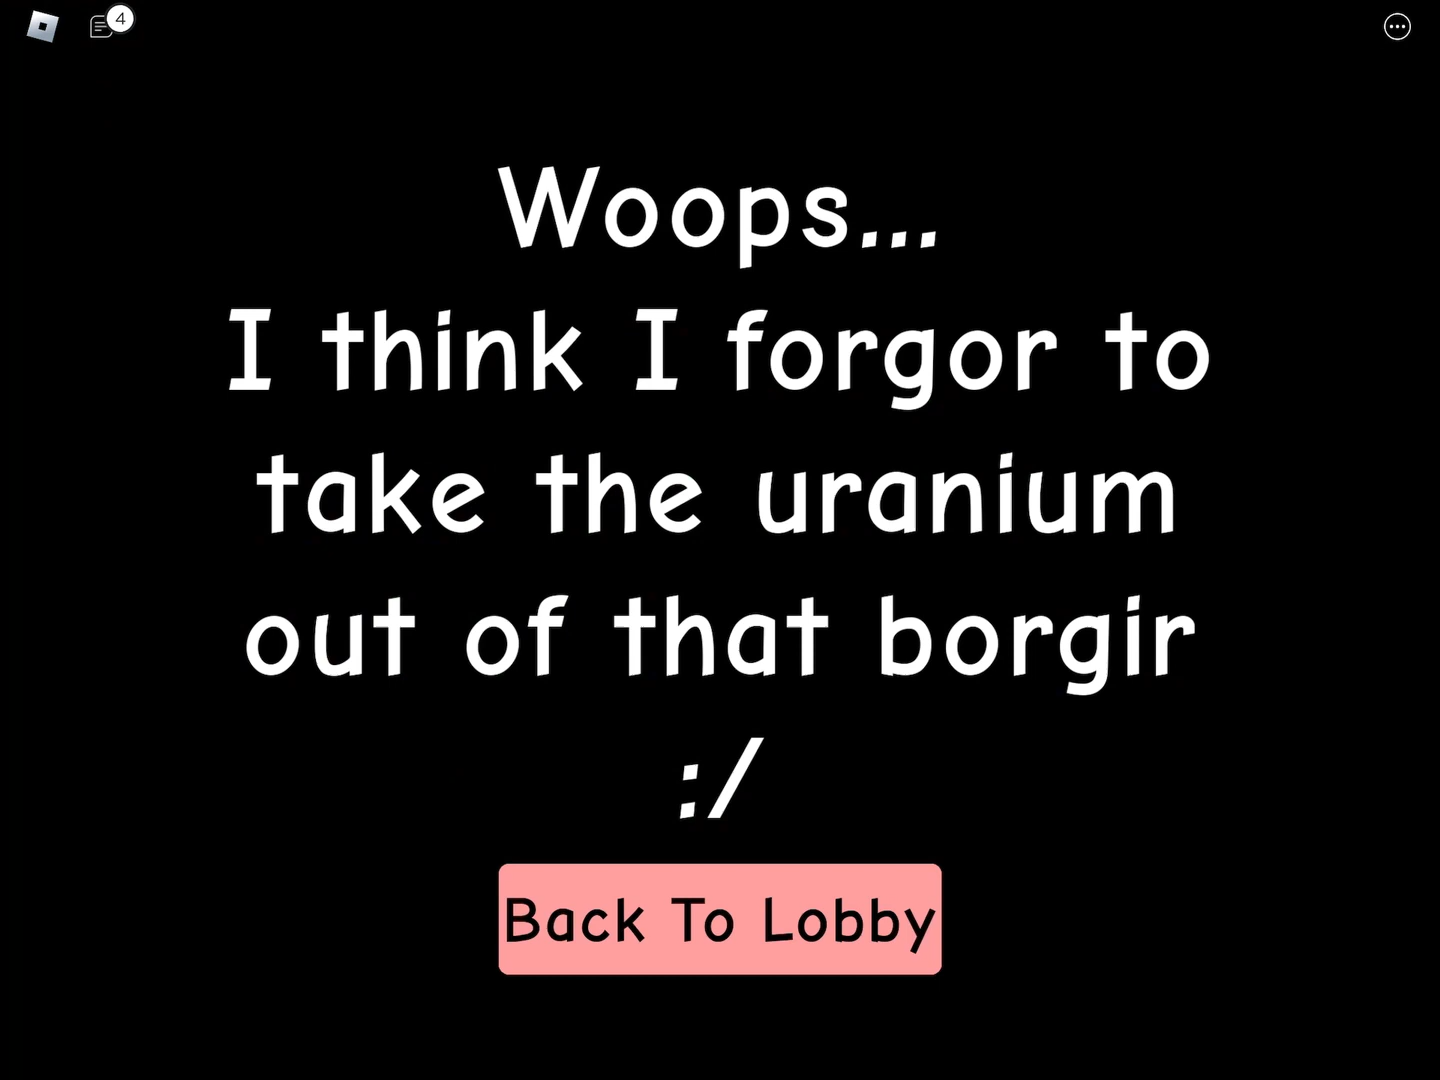 4
Woops...
I think I forgor to
take the uranium
out of that borgir
:/
Back To Lobby